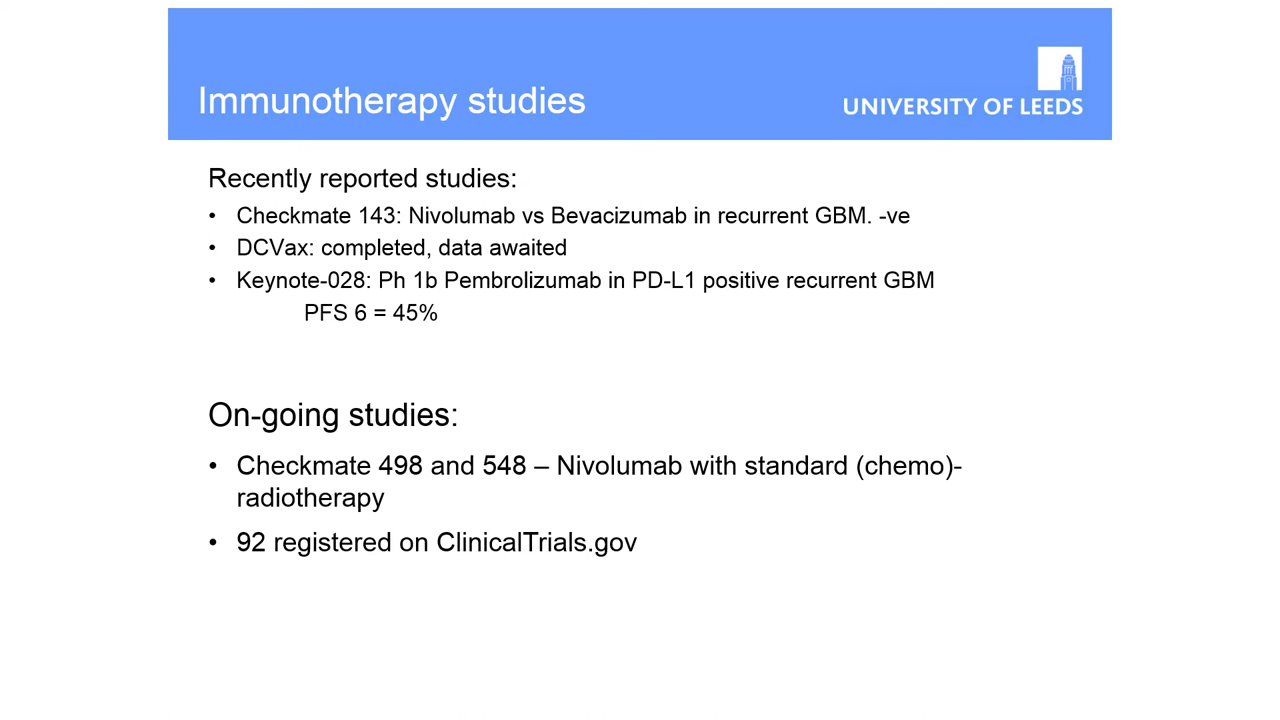 Immunotherapy studies
UNIVERSITY OF LEEDS
Recently reported studies:
• Checkmate 143: Nivolumab vs Bevacizumab in recurrent GBM. -ve
• DCVax: completed, data awaited
• Keynote-028: Ph 1b Pembrolizumab in PD-L1 positive recurrent GBM
PFS 6 = 45%
On-going studies:
• Checkmate 498 and 548 – Nivolumab with standard (chemo)-
radiotherapy
• 92 registered on ClinicalTrials.gov